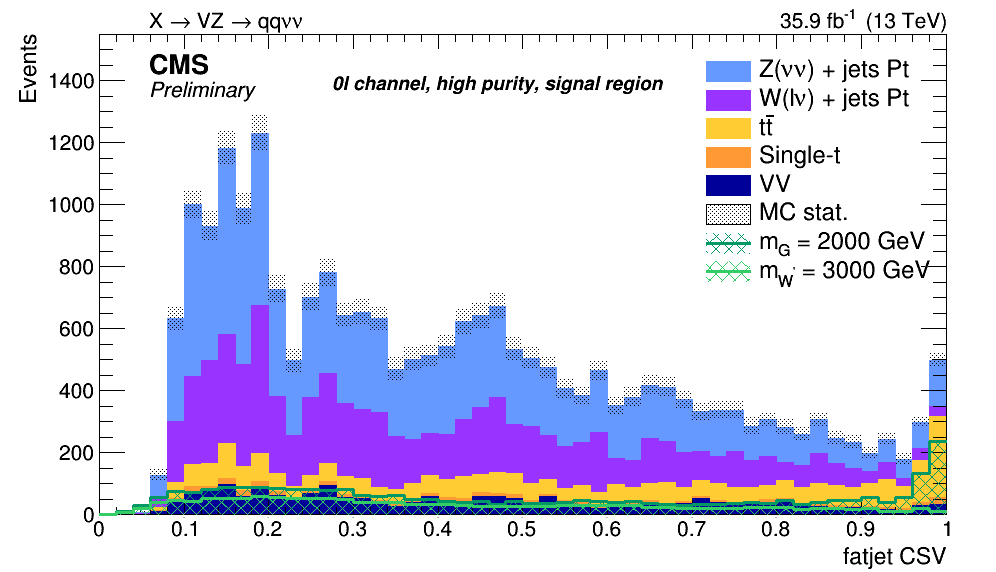 X → VZ → qqνν
35.9 fb-1 (13 TeV)
Events
CMS
Preliminary
0l channel, high purity, signal region
Z(νν) + jets Pt
W(lν) + jets Pt
tt̄
Single-t
VV
MC stat.
mG = 2000 GeV
mW' = 3000 GeV
1400
1200
1000
800
600
400
200
0
0 0.1 0.2 0.3 0.4 0.5 0.6 0.7 0.8 0.9 1
fatjet CSV